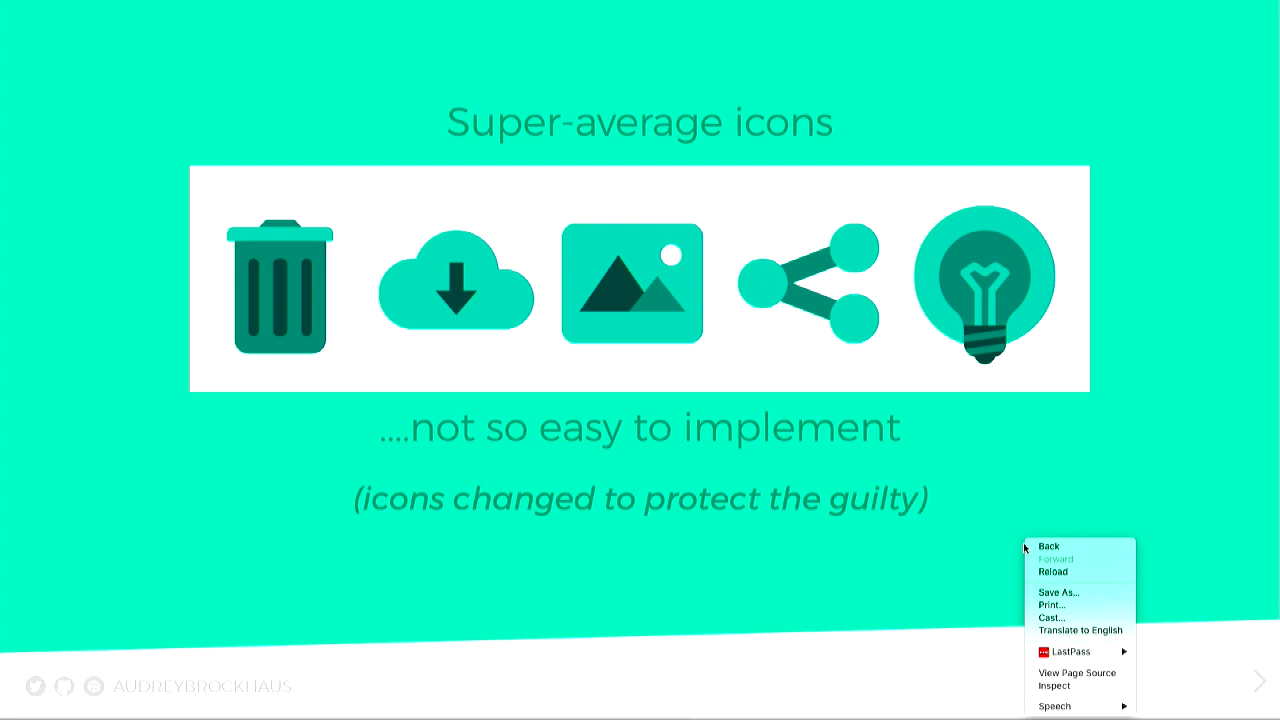 Super-average icons
....not so easy to implement
(icons changed to protect the guilty)
Back
Forward
Reload
Save As...
Print...
Cast...
Translate to English
LastPass
View Page Source
Inspect
Speech
AUDREYBROCKHAUS